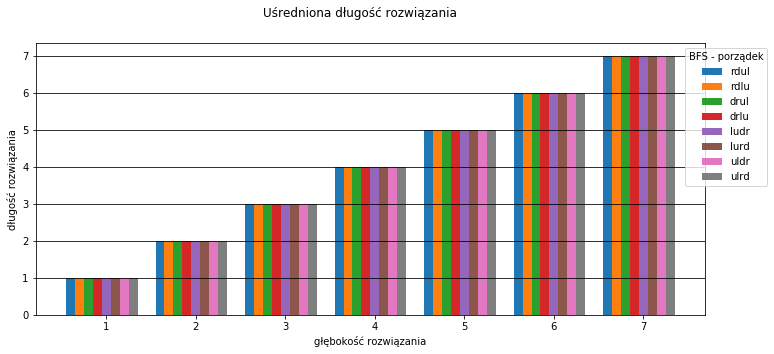 Uśredniona długość rozwiązania
długość rozwiązania
7
6
5
4
3
2
1
0
1 2 3 4 5 6 7
głębokość rozwiązania
BFS - porządek
rdul
rdlu
drul
drlu
ludr
lurd
uldr
ulrd